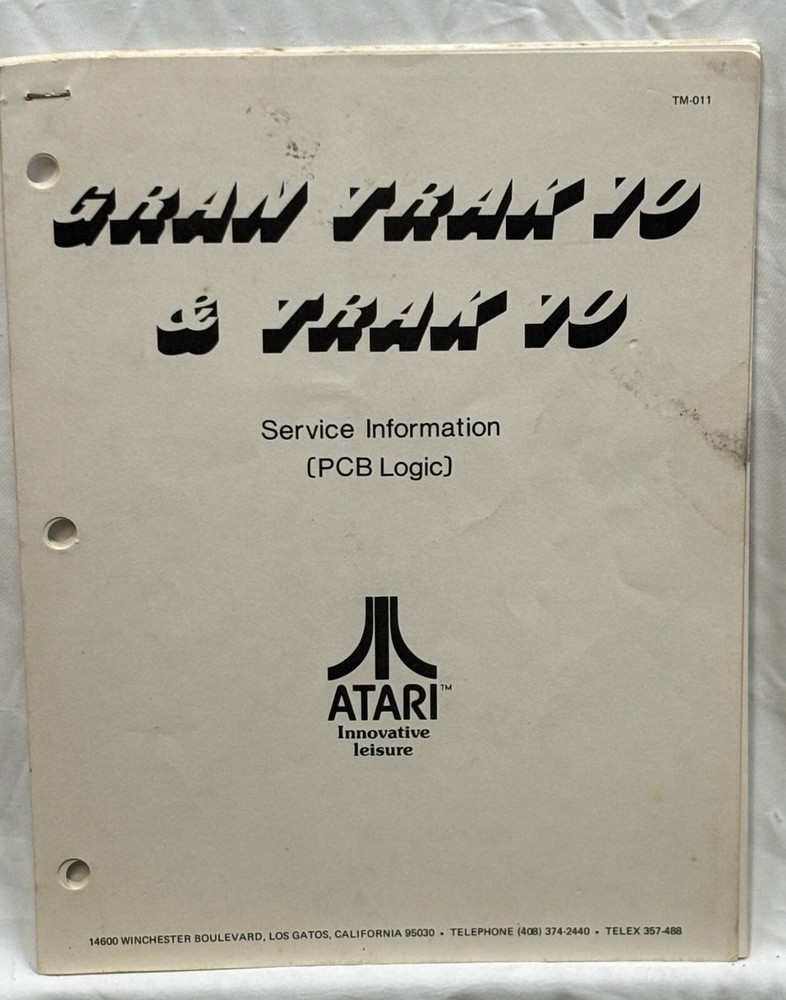 TM-011
GRAN TRAK 10
& TRAK 10
Service Information
(PCB Logic)
ATARI™
Innovative
leisure
14600 WINCHESTER BOULEVARD, LOS GATOS, CALIFORNIA 95030 • TELEPHONE (408) 374-2440 • TELEX 357-488